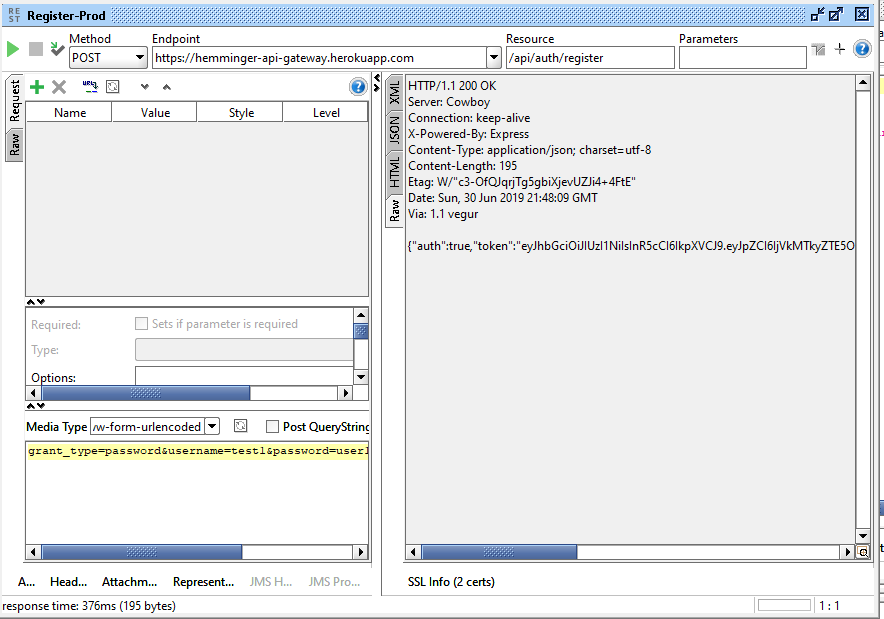 RE
ST
Register-Prod
Method
Endpoint
Resource
Parameters
POST
https://hemminger-api-gateway.herokuapp.com
/api/auth/register
Request
Raw
Name
Value
Style
Level
Required:
Sets if parameter is required
Type:
Options:
Media Type
/w-form-urlencoded
Post QueryString
grant_type=password&username=test1&password=user1
A...
Head...
Attachm...
Represent...
JMS H...
JMS Pro...
XML
JSON
HTML
Raw
HTTP/1.1 200 OK
Server: Cowboy
Connection: keep-alive
X-Powered-By: Express
Content-Type: application/json; charset=utf-8
Content-Length: 195
Etag: W/"c3-OfQJqrjTg5gbiXjevUZJi4+4FtE"
Date: Sun, 30 Jun 2019 21:48:09 GMT
Via: 1.1 vegur
{"auth":true,"token":"eyJhbGciOiJIUzI1NiIsInR5cCI6IkpXVCJ9.eyJpZCI6IjVkMTkyZTE5O
SSL Info (2 certs)
response time: 376ms (195 bytes)
1 : 1